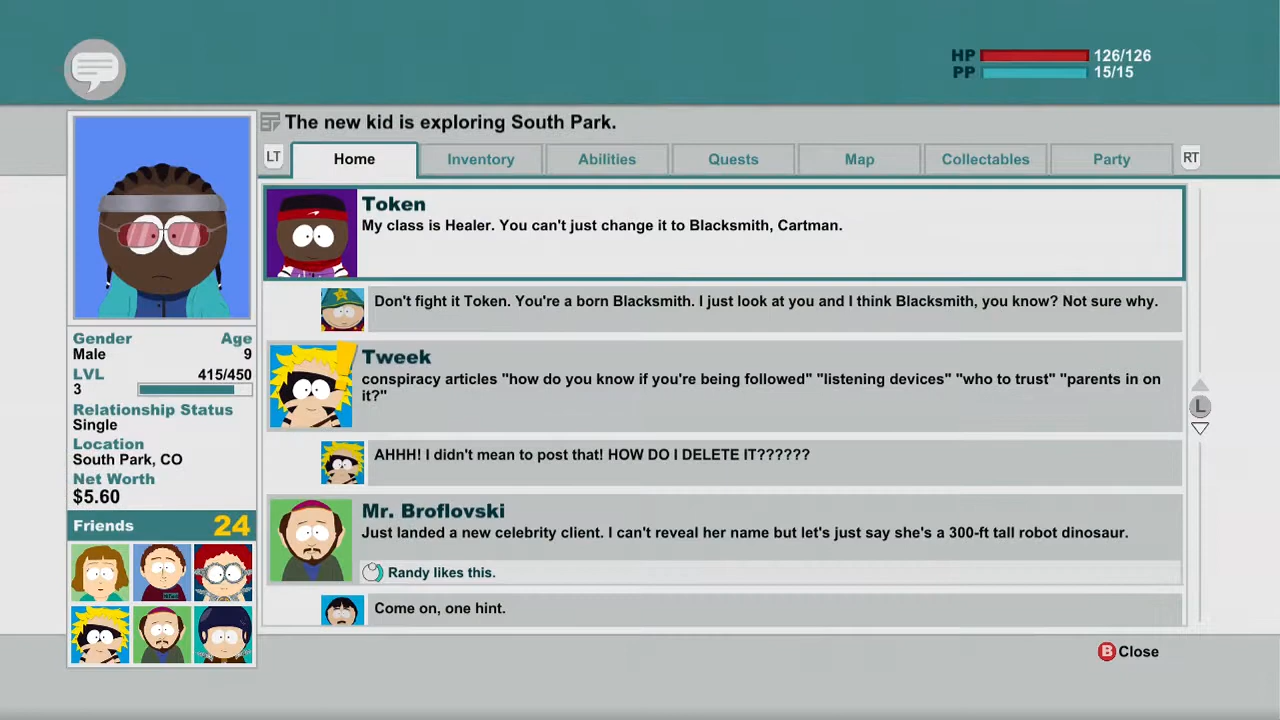 HP 126/126
PP 15/15
The new kid is exploring South Park.
LT Home Inventory Abilities Quests Map Collectables Party RT
Gender Age
Male 9
LVL 415/450
3
Relationship Status
Single
Location
South Park, CO
Net Worth
$5.60
Friends 24
Token
My class is Healer. You can't just change it to Blacksmith, Cartman.
Don't fight it Token. You're a born Blacksmith. I just look at you and I think Blacksmith, you know? Not sure why.
Tweek
conspiracy articles "how do you know if you're being followed" "listening devices" "who to trust" "parents in on
it?"
AHHH! I didn't mean to post that! HOW DO I DELETE IT??????
Mr. Broflovski
Just landed a new celebrity client. I can't reveal her name but let's just say she's a 300-ft tall robot dinosaur.
Randy likes this.
Come on, one hint.
L
B Close